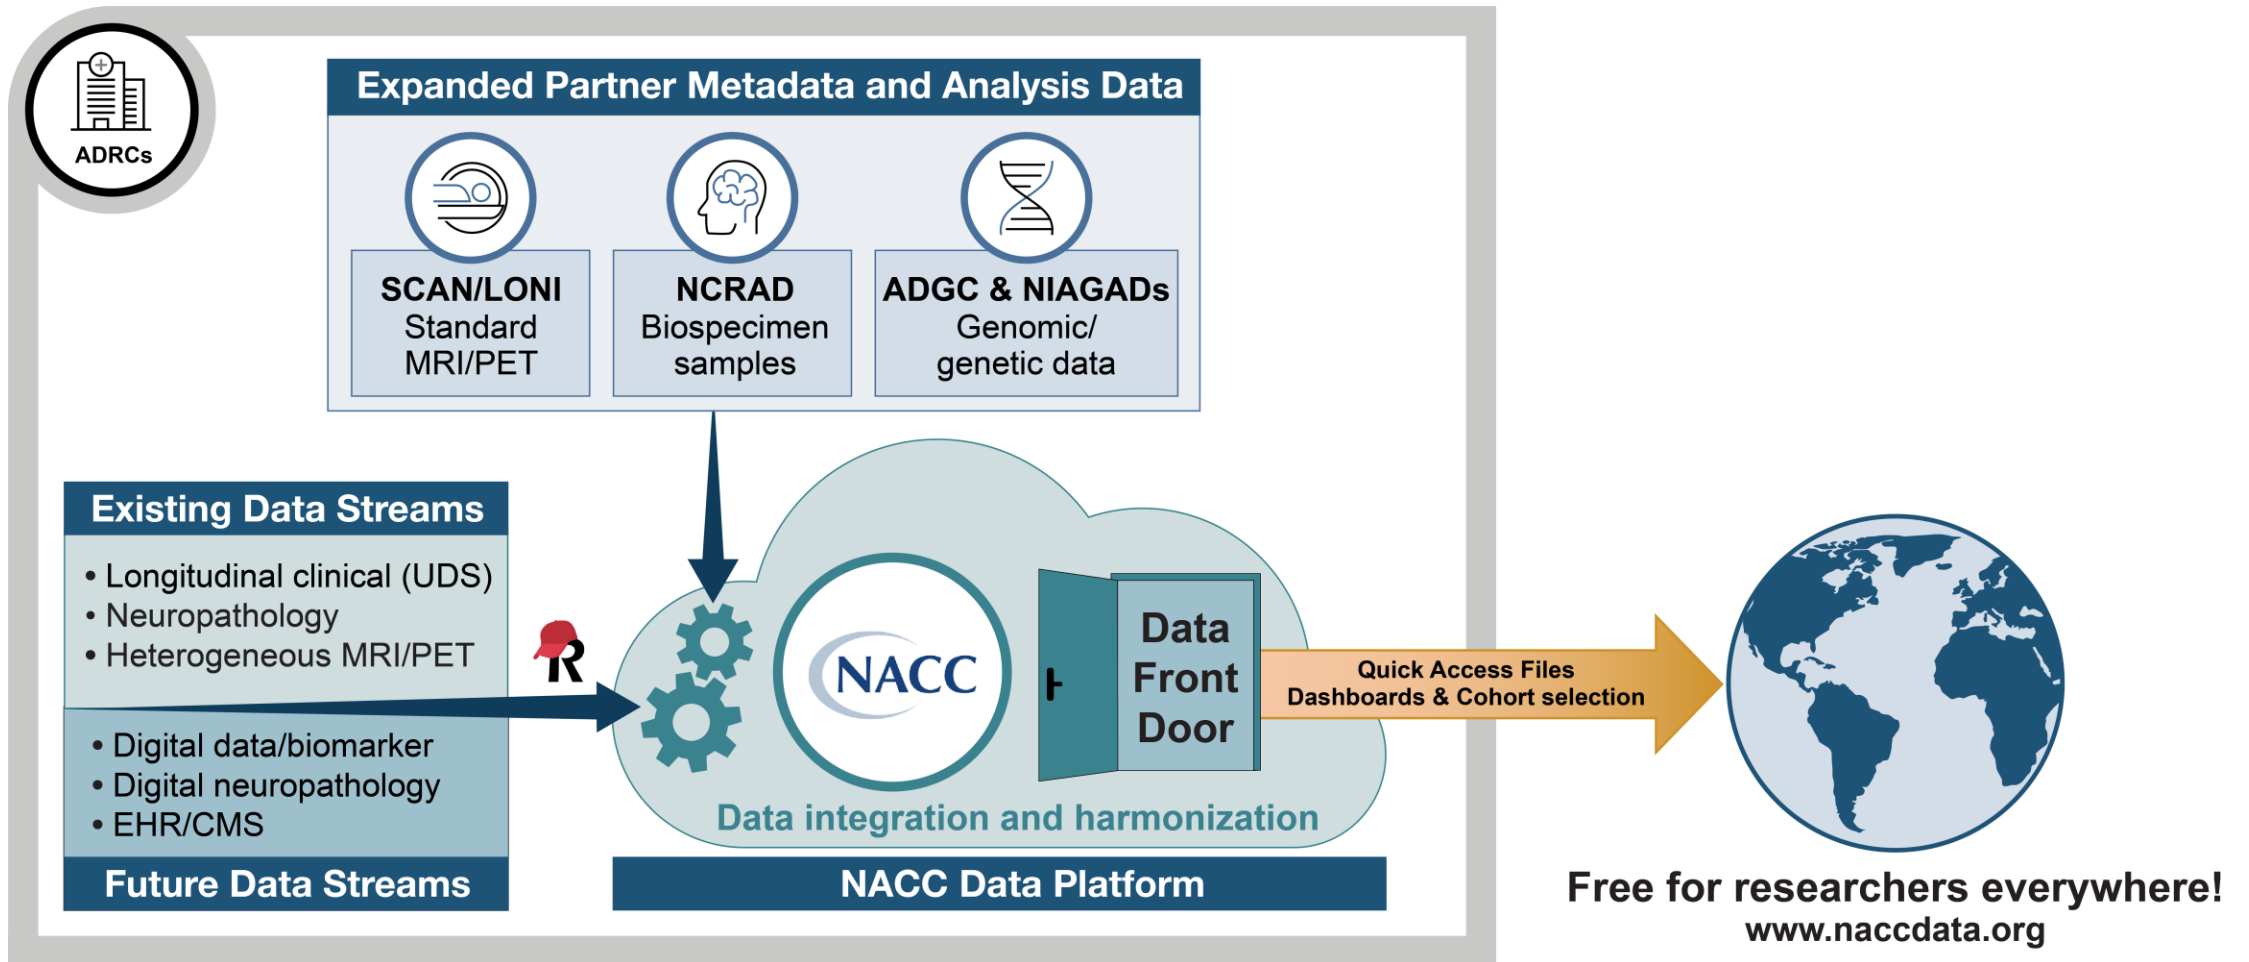 ADRCs
Expanded Partner Metadata and Analysis Data
SCAN/LONI
Standard
MRI/PET
NCRAD
Biospecimen
samples
ADGC & NIAGADs
Genomic/
genetic data
Existing Data Streams
• Longitudinal clinical (UDS)
• Neuropathology
• Heterogeneous MRI/PET
• Digital data/biomarker
• Digital neuropathology
• EHR/CMS
Future Data Streams
R
NACC
Data
Front
Door
Data integration and harmonization
NACC Data Platform
Quick Access Files
Dashboards & Cohort selection
Free for researchers everywhere!
www.naccdata.org